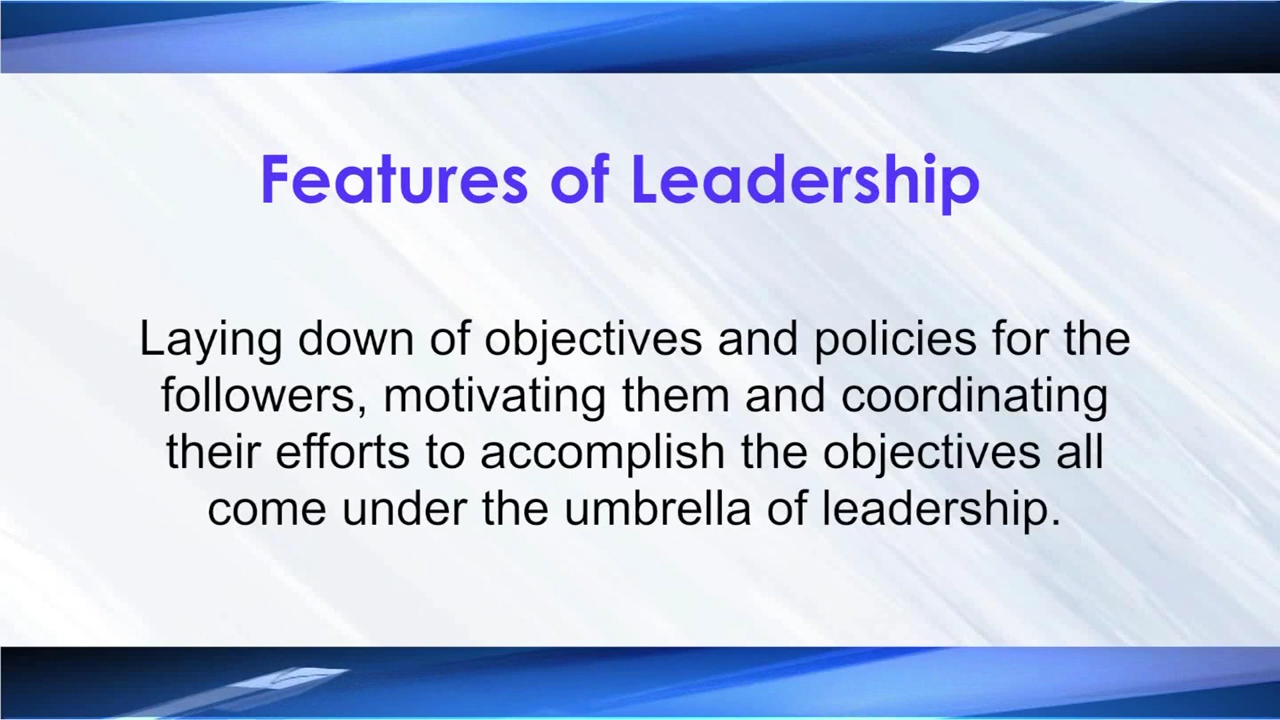 Features of Leadership
Laying down of objectives and policies for the
followers, motivating them and coordinating
their efforts to accomplish the objectives all
come under the umbrella of leadership.